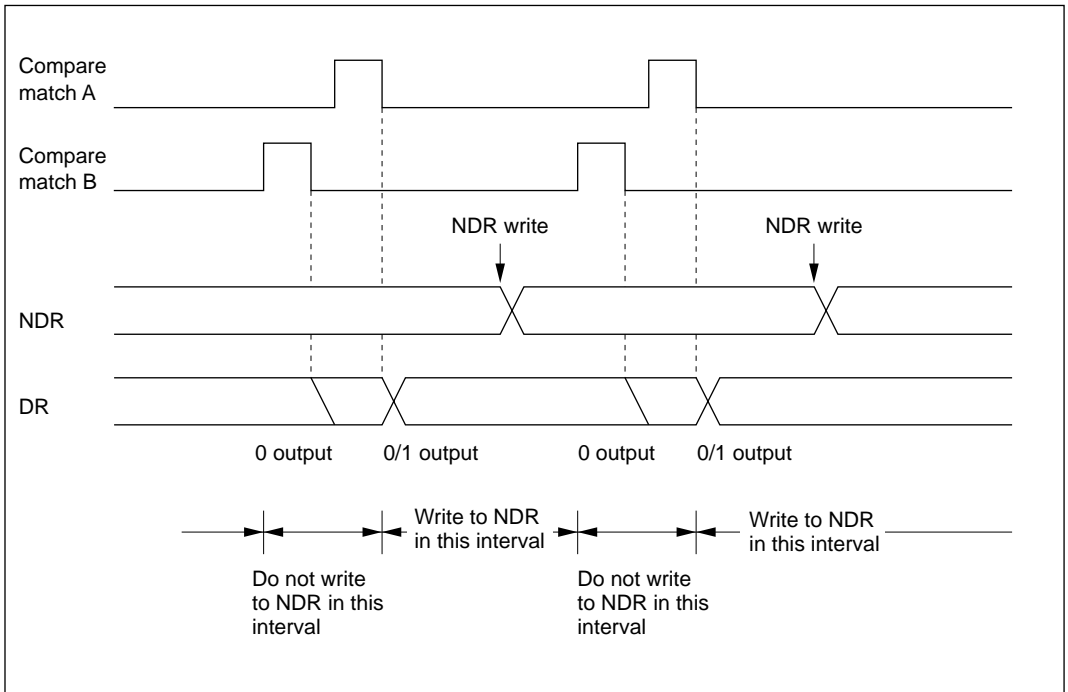 Compare
match A
Compare
match B
NDR write
NDR write
NDR
DR
0 output
0/1 output
0 output
0/1 output
Write to NDR
in this interval
Write to NDR
in this interval
Do not write
to NDR in this
interval
Do not write
to NDR in this
interval